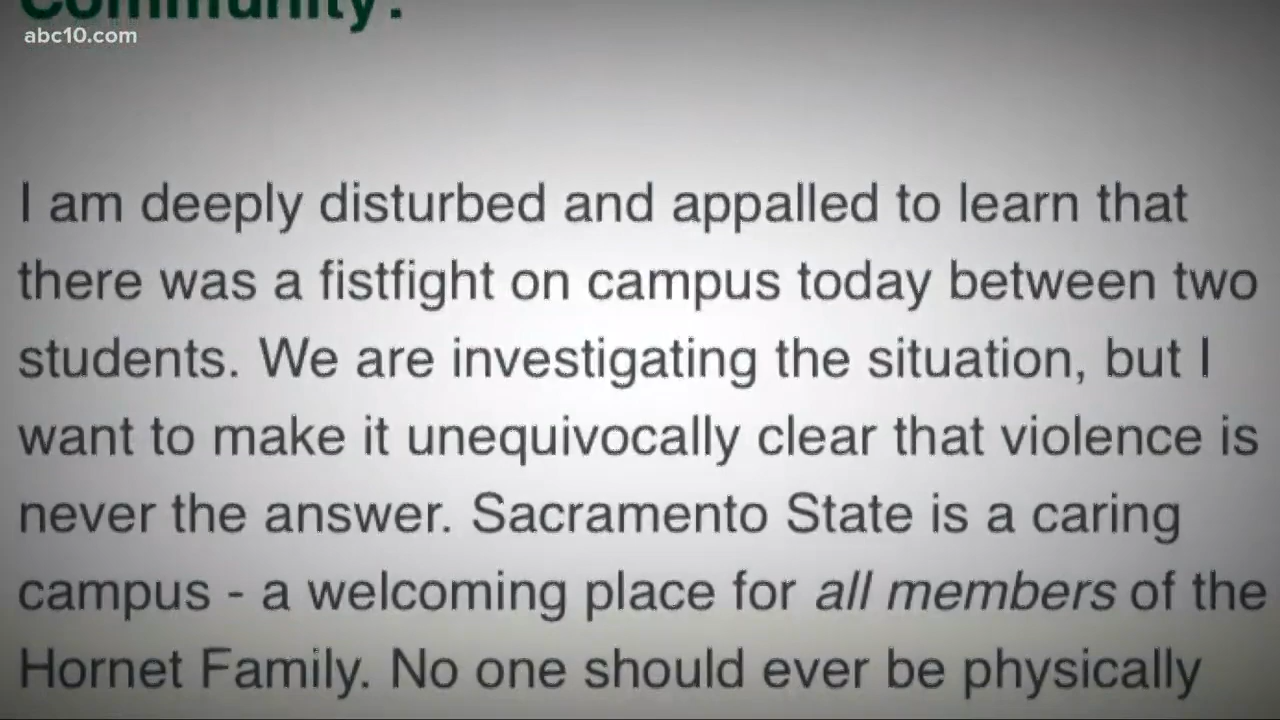 Community:
abc10.com
I am deeply disturbed and appalled to learn that
there was a fistfight on campus today between two
students. We are investigating the situation, but I
want to make it unequivocally clear that violence is
never the answer. Sacramento State is a caring
campus - a welcoming place for all members of the
Hornet Family. No one should ever be physically